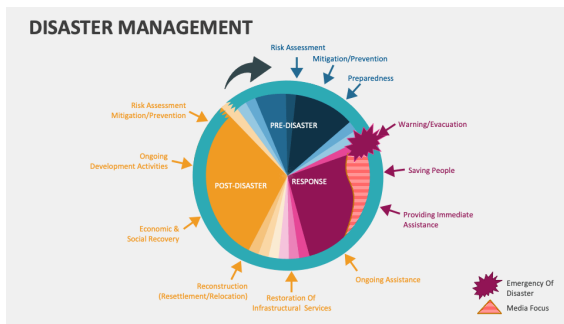 DISASTER MANAGEMENT
Risk Assessment
Mitigation/Prevention
Preparedness
Warning/Evacuation
Saving People
Providing Immediate
Assistance
Ongoing Assistance
Restoration Of
Infrastructural Services
Reconstruction
(Resettlement/Relocation)
Economic &
Social Recovery
Ongoing
Development Activities
Risk Assessment
Mitigation/Prevention
PRE-DISASTER
RESPONSE
POST-DISASTER
Emergency Of
Disaster
Media Focus